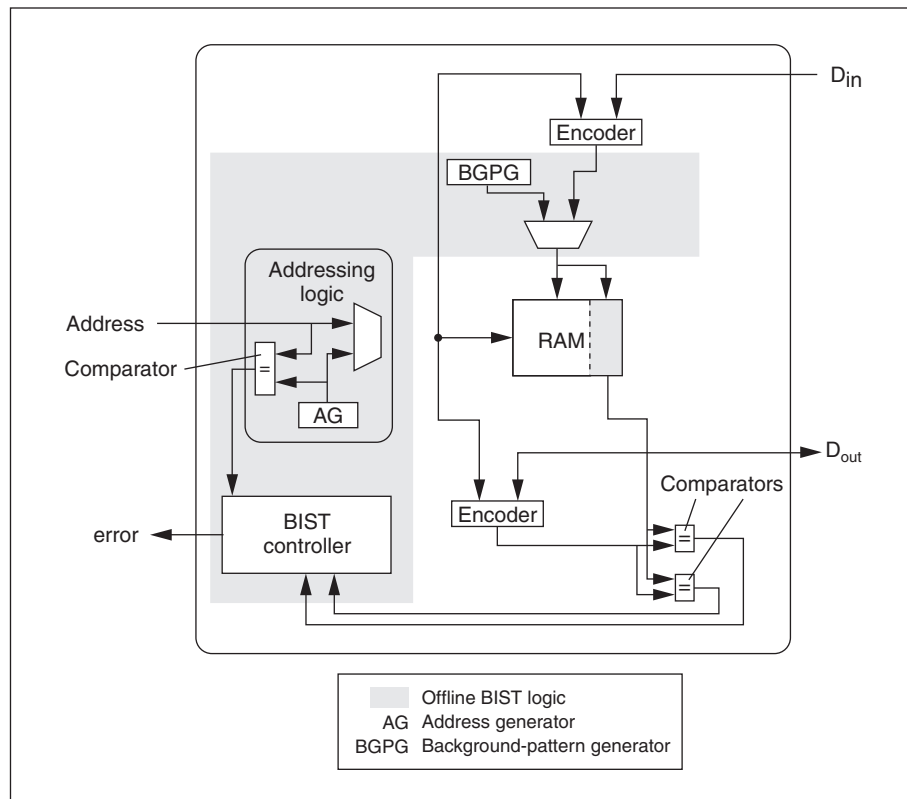 D_in
Encoder
BGPG
Addressing
logic
Address
RAM
Comparator
=
AG
D_out
Comparators
Encoder
=
BIST
controller
error
=
Offline BIST logic
AG Address generator
BGPG Background-pattern generator